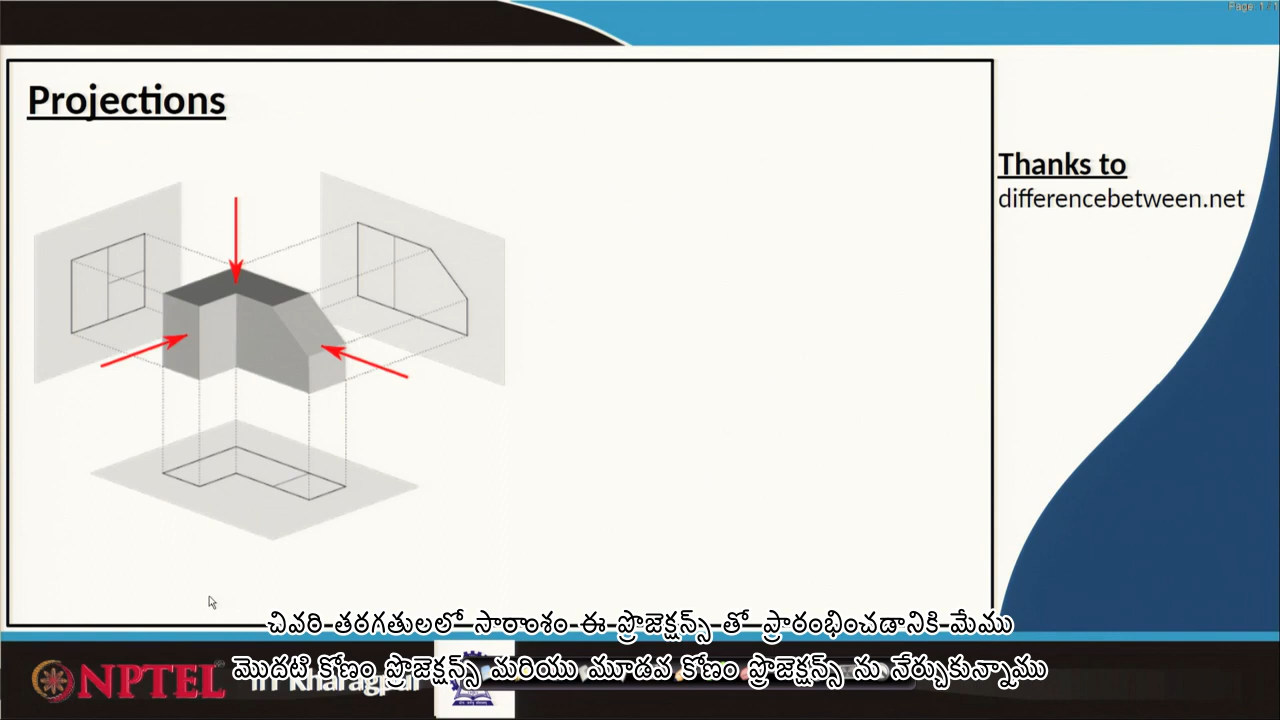 Page 1 / 1
Projections
Thanks to
differencebetween.net
చివరి తరగతులలో సారాంశం ఈ ప్రొజెక్షన్స్ తో ప్రారంభించడానికి మేము
మొదటి కోణం ప్రొజెక్షన్స్ మరియు మూడవ కోణం ప్రొజెక్షన్స్ ను నేర్చుకున్నాము
NPTEL
IIT Kharagpur